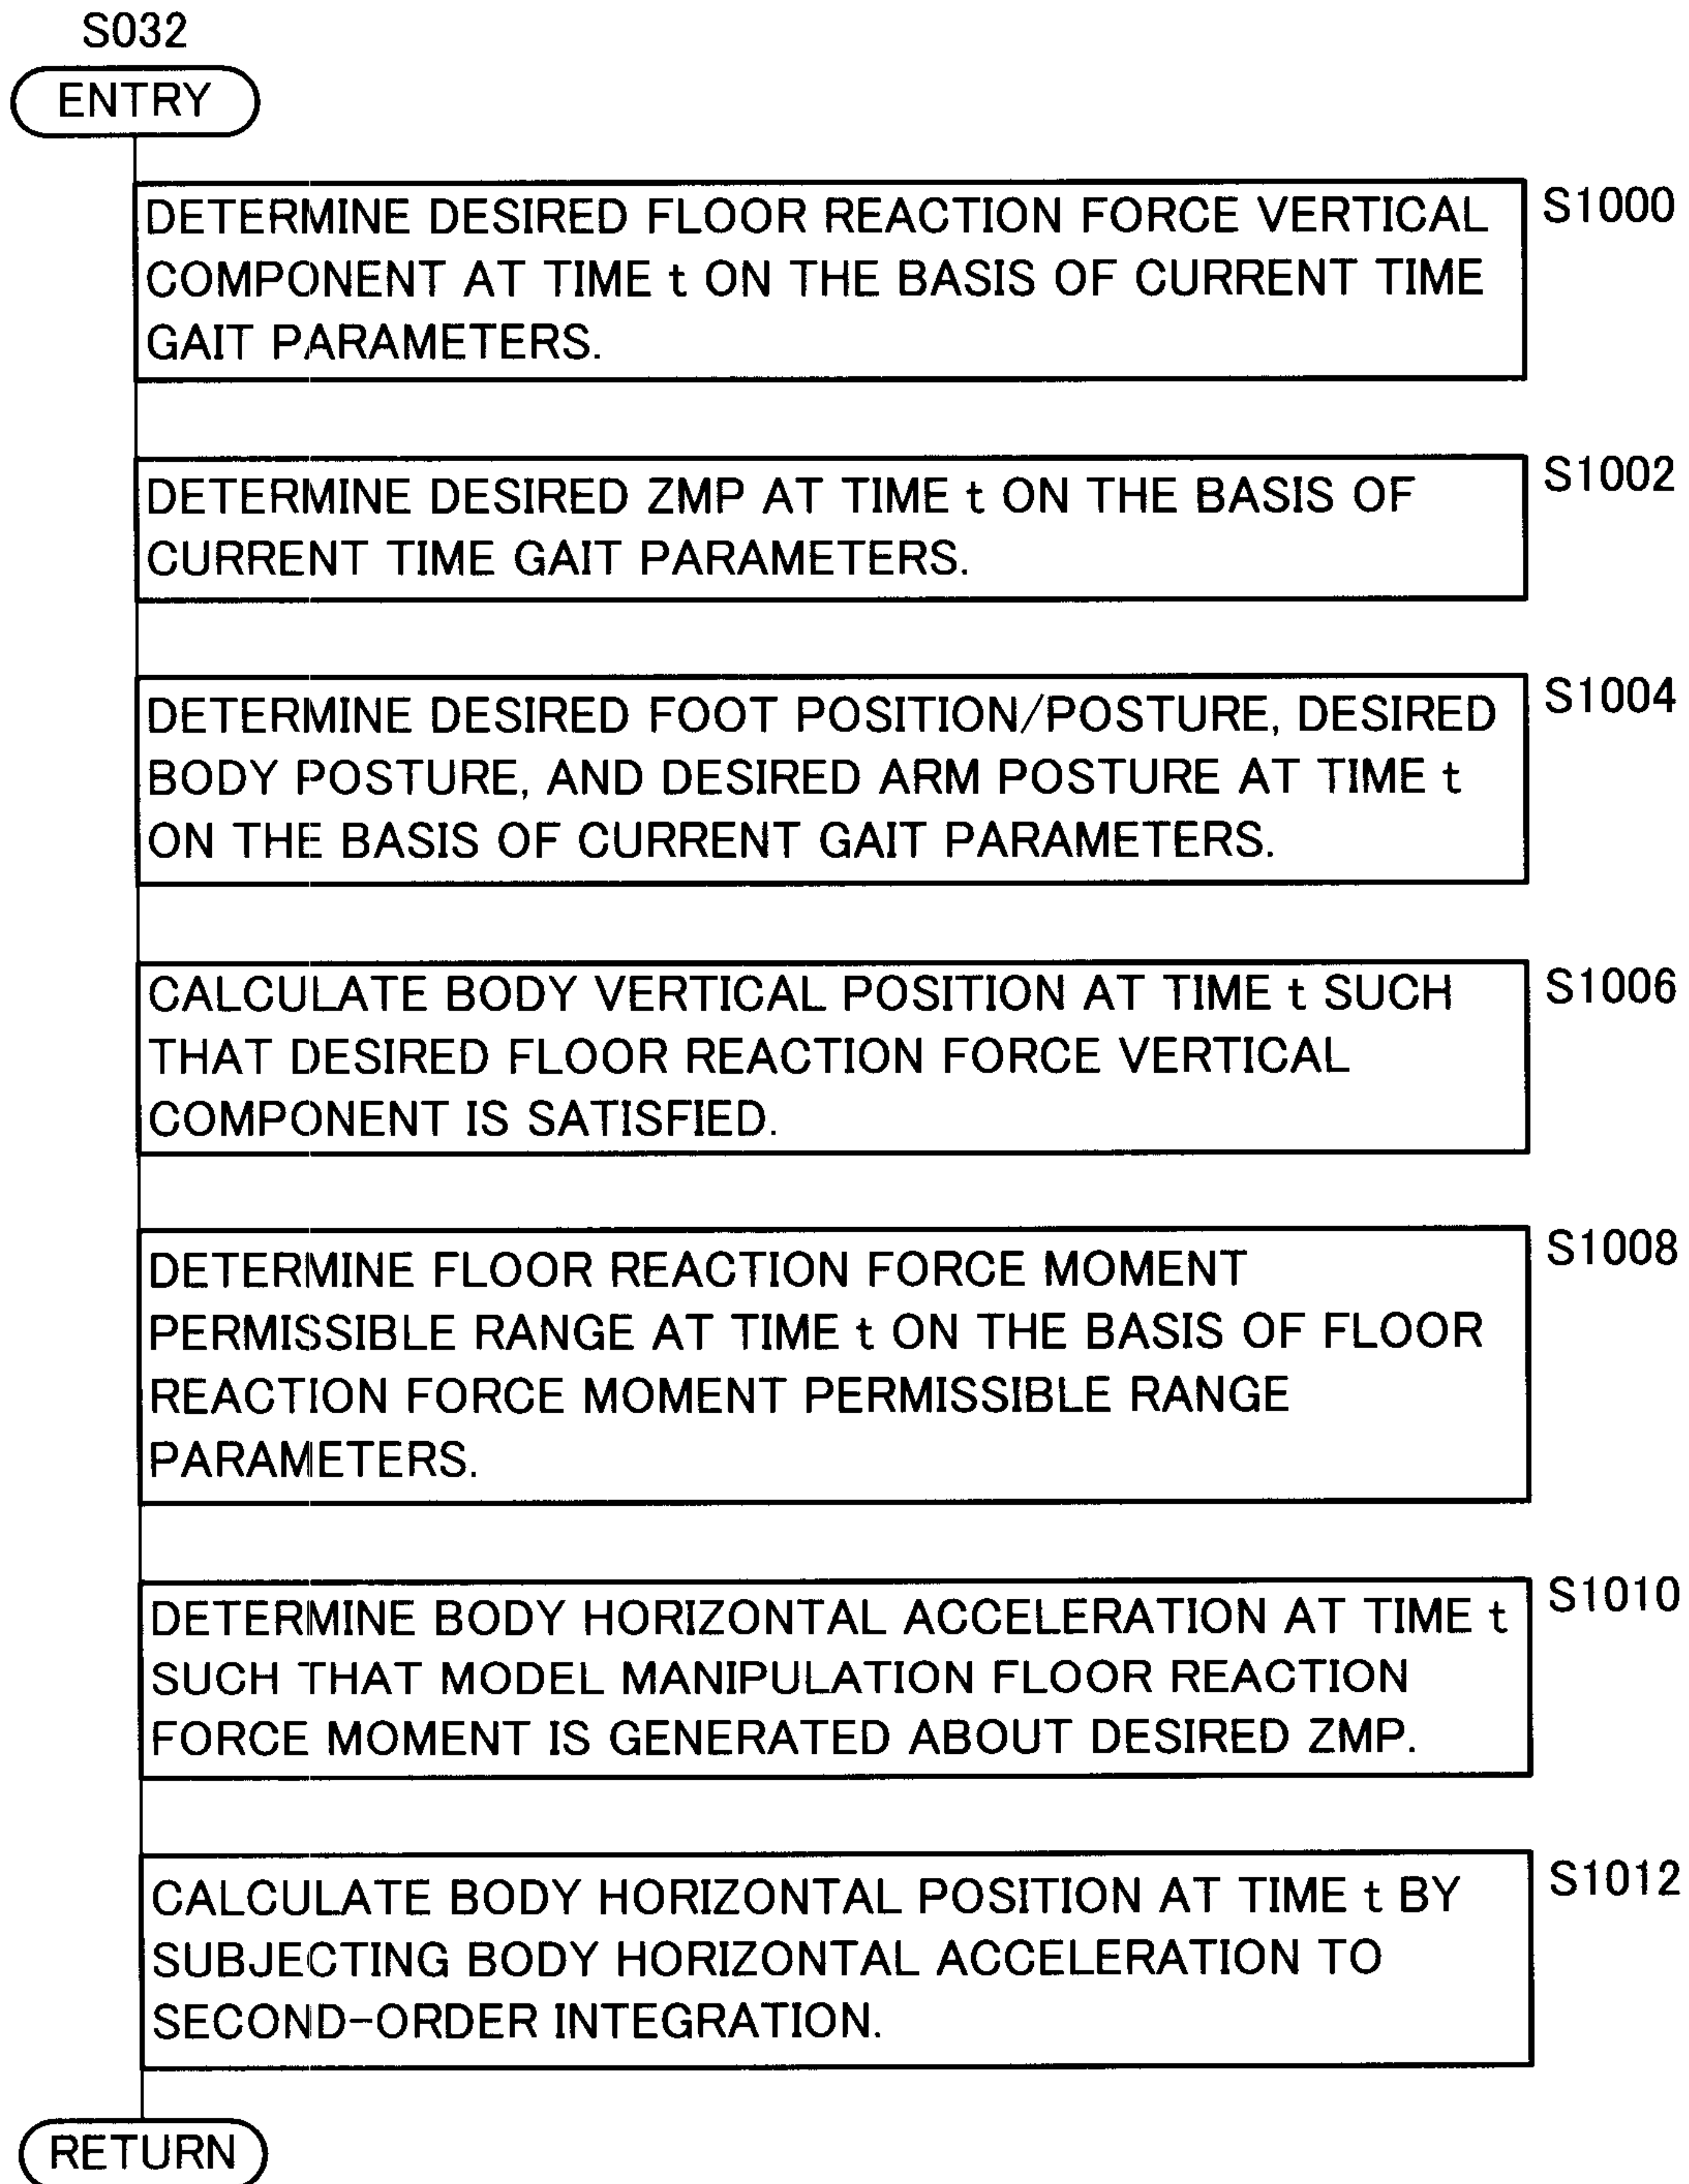 S032
ENTRY
DETERMINE DESIRED FLOOR REACTION FORCE VERTICAL
COMPONENT AT TIME t ON THE BASIS OF CURRENT TIME
GAIT PARAMETERS.
S1000
DETERMINE DESIRED ZMP AT TIME t ON THE BASIS OF
CURRENT TIME GAIT PARAMETERS.
S1002
DETERMINE DESIRED FOOT POSITION/POSTURE, DESIRED
BODY POSTURE, AND DESIRED ARM POSTURE AT TIME t
ON THE BASIS OF CURRENT GAIT PARAMETERS.
S1004
CALCULATE BODY VERTICAL POSITION AT TIME t SUCH
THAT DESIRED FLOOR REACTION FORCE VERTICAL
COMPONENT IS SATISFIED.
S1006
DETERMINE FLOOR REACTION FORCE MOMENT
PERMISSIBLE RANGE AT TIME t ON THE BASIS OF FLOOR
REACTION FORCE MOMENT PERMISSIBLE RANGE
PARAMETERS.
S1008
DETERMINE BODY HORIZONTAL ACCELERATION AT TIME t
SUCH THAT MODEL MANIPULATION FLOOR REACTION
FORCE MOMENT IS GENERATED ABOUT DESIRED ZMP.
S1010
CALCULATE BODY HORIZONTAL POSITION AT TIME t BY
SUBJECTING BODY HORIZONTAL ACCELERATION TO
SECOND-ORDER INTEGRATION.
S1012
RETURN